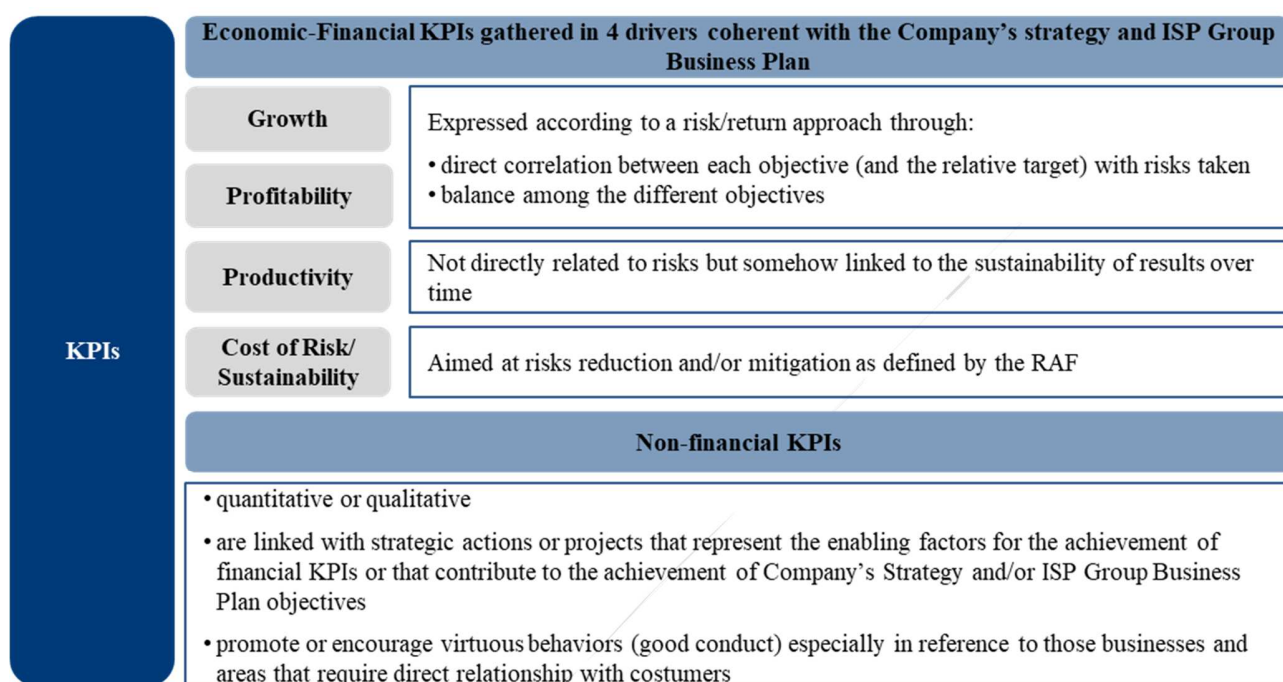 Economic-Financial KPIs gathered in 4 drivers coherent with the Company's strategy and ISP Group
Business Plan
KPIs
Growth
Profitability
Expressed according to a risk/return approach through:
• direct correlation between each objective (and the relative target) with risks taken
• balance among the different objectives
Productivity
Not directly related to risks but somehow linked to the sustainability of results over
time
Cost of Risk/
Sustainability
Aimed at risks reduction and/or mitigation as defined by the RAF
Non-financial KPIs
• quantitative or qualitative
• are linked with strategic actions or projects that represent the enabling factors for the achievement of
financial KPIs or that contribute to the achievement of Company's Strategy and/or ISP Group Business
Plan objectives
• promote or encourage virtuous behaviors (good conduct) especially in reference to those businesses and
areas that require direct relationship with costumers